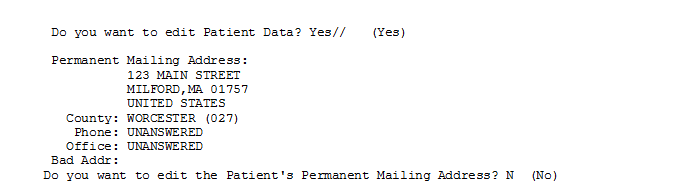 Do you want to edit Patient Data? Yes// (Yes)
Permanent Mailing Address:
123 MAIN STREET
MILFORD,MA 01757
UNITED STATES
County: WORCESTER (027)
Phone: UNANSWERED
Office: UNANSWERED
Bad Addr:
Do you want to edit the Patient's Permanent Mailing Address? N (No)